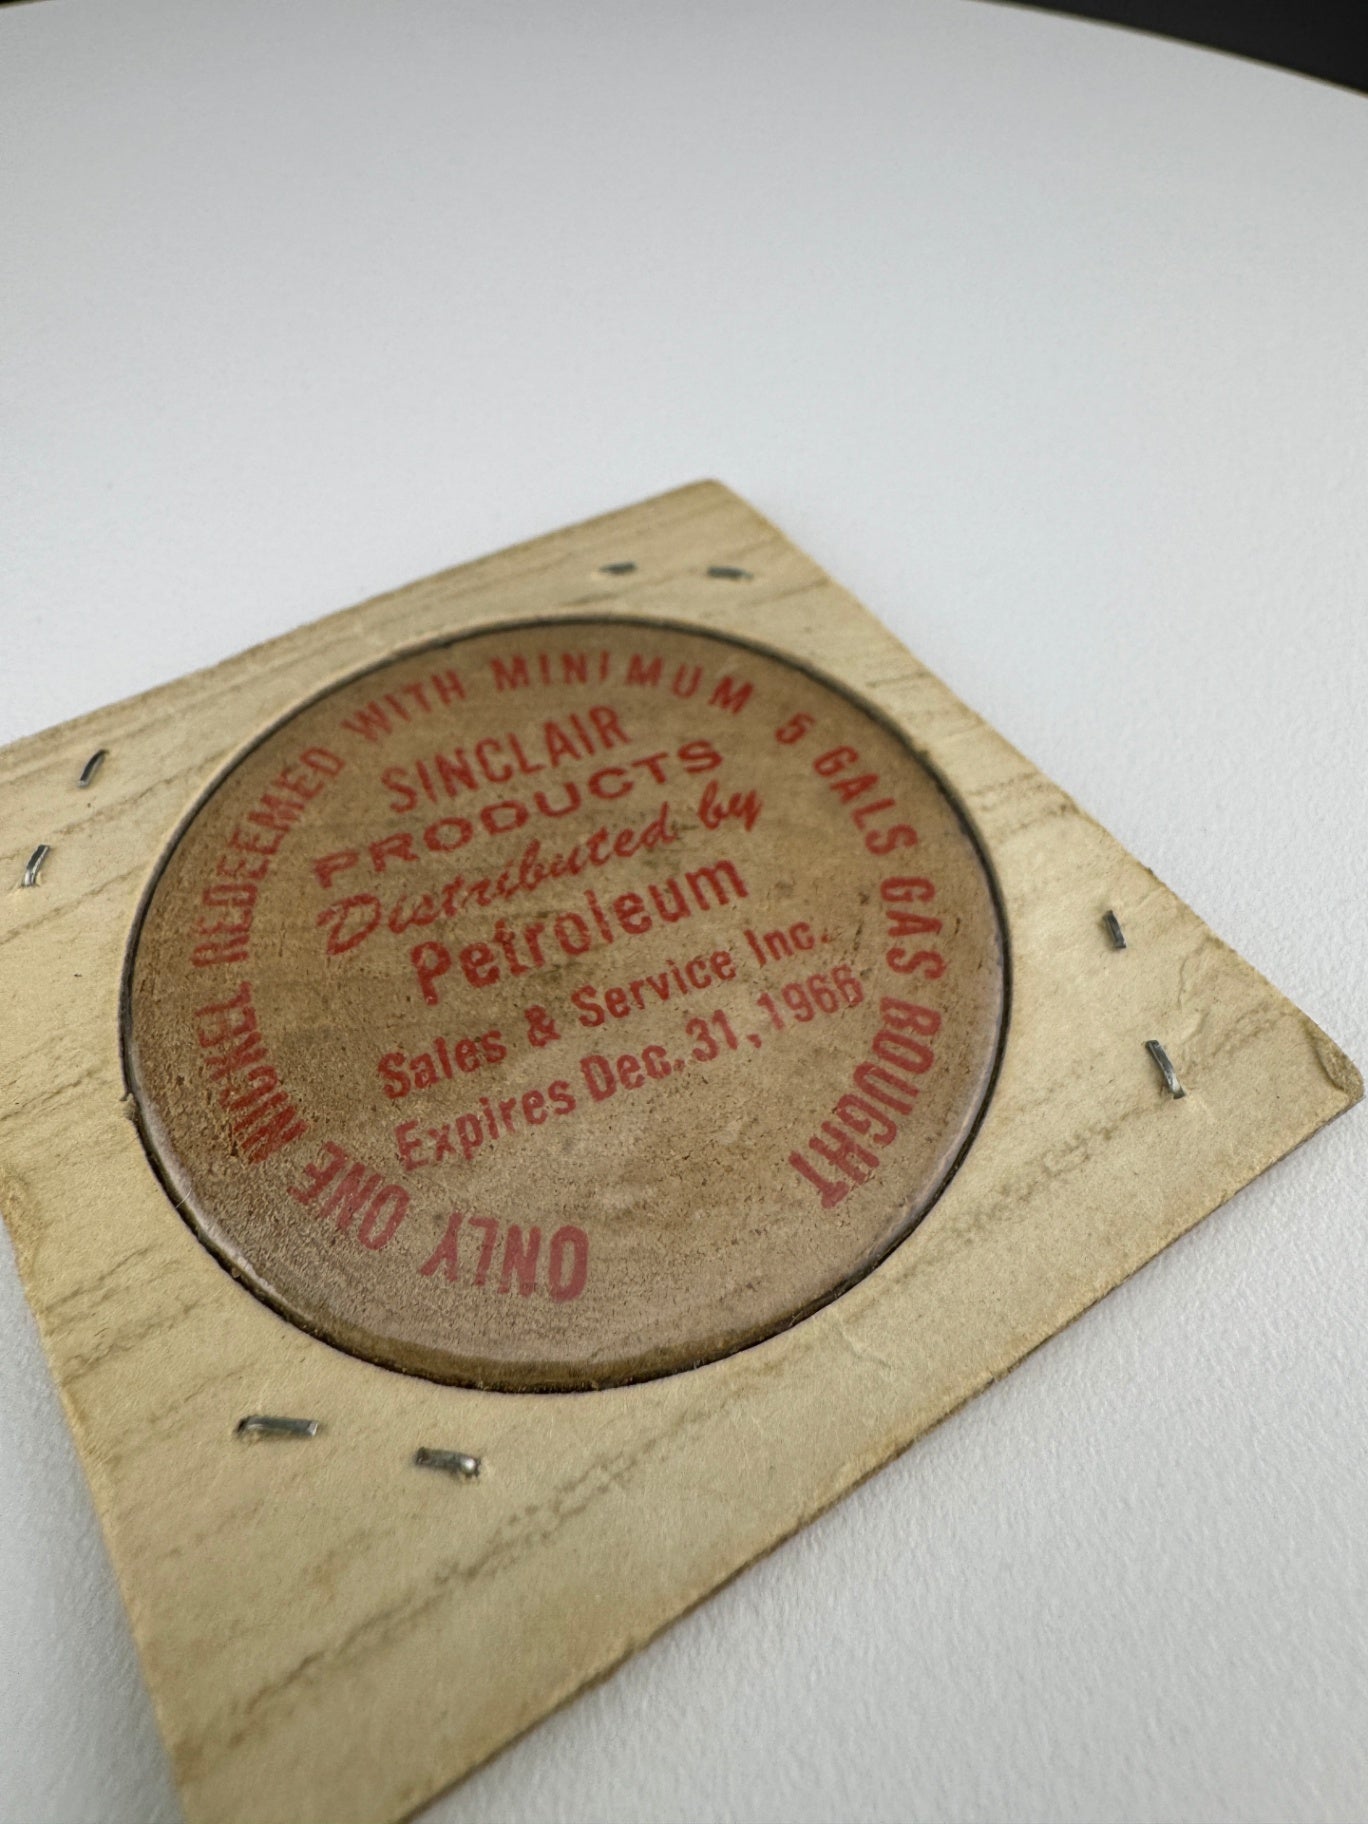 ONLY ONE NICKEL REDEEMED WITH MINIMUM 5 GALS GAS BOUGHT
SINCLAIR
PRODUCTS
Distributed by
Petroleum
Sales & Service Inc.
Expires Dec. 31, 1966